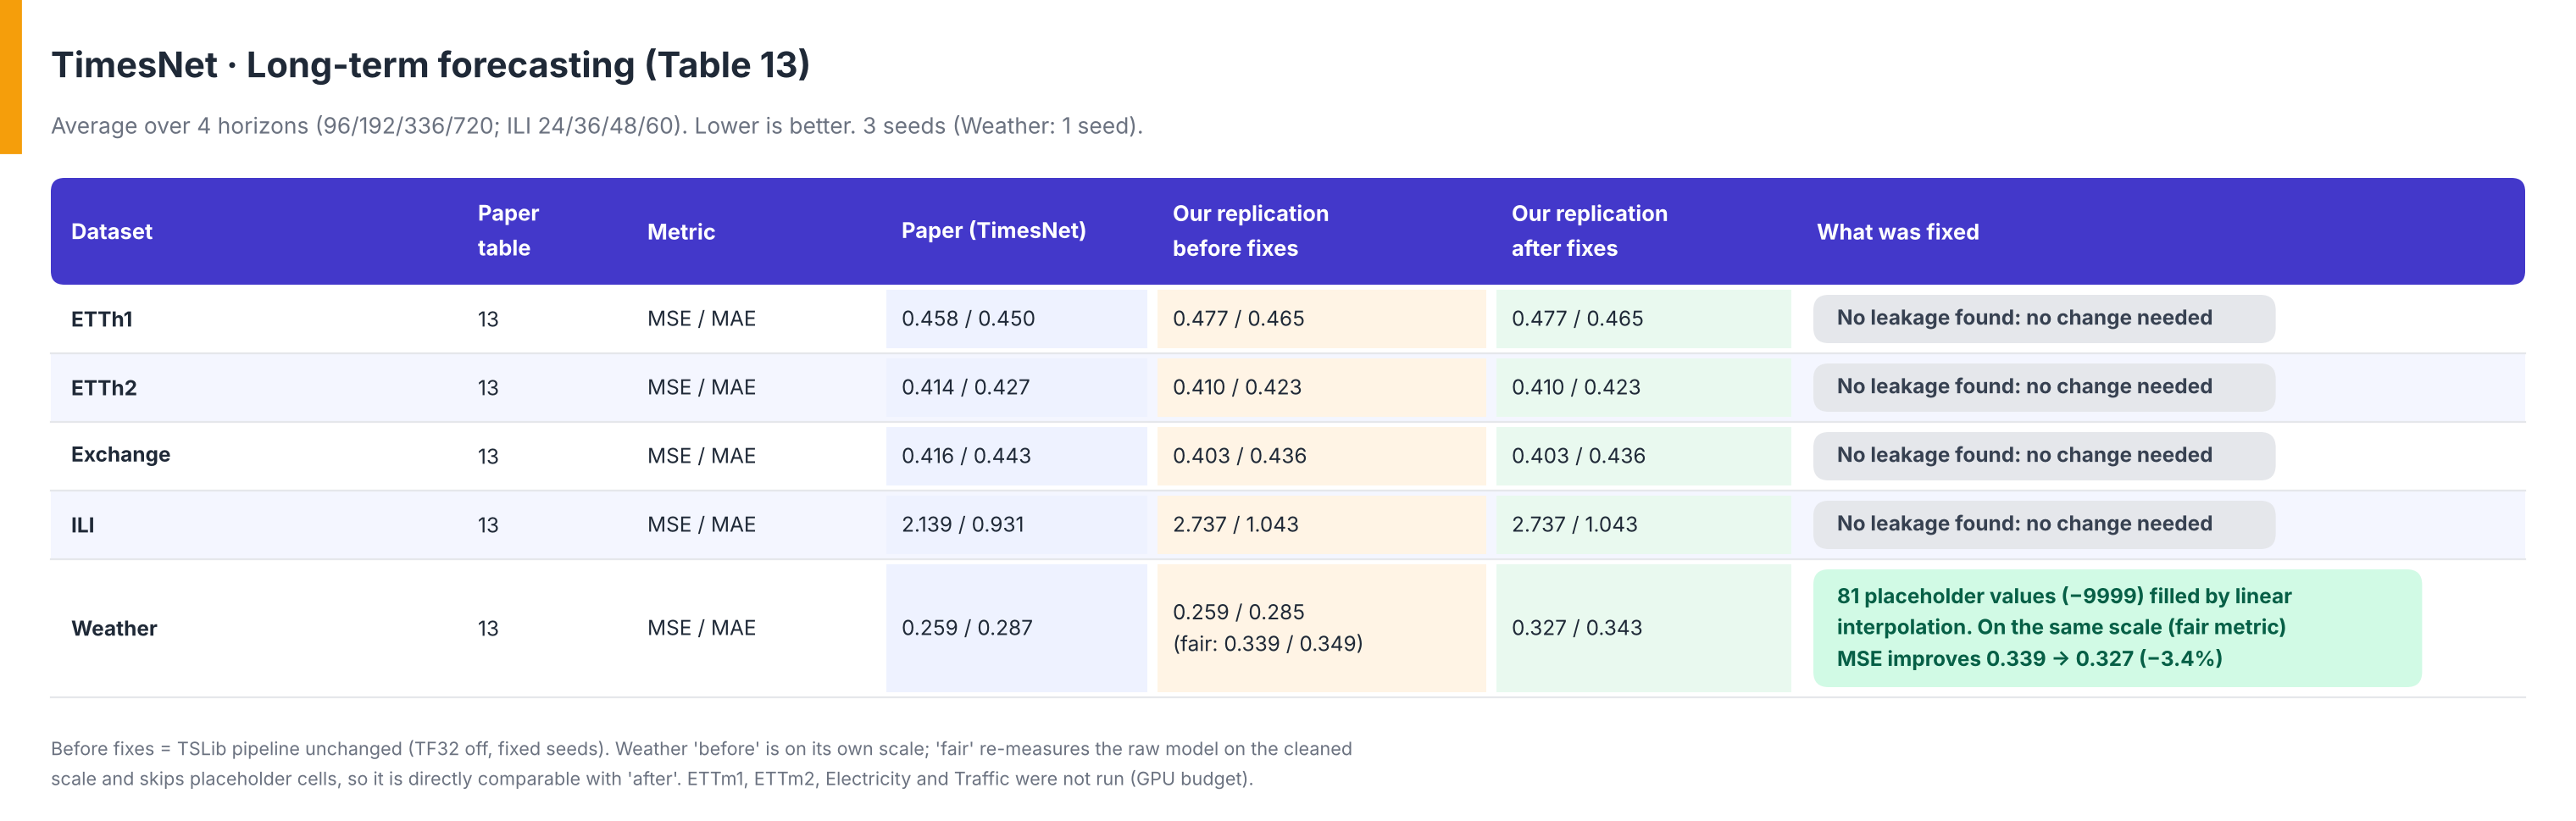 TimesNet · Long-term forecasting (Table 13)
Average over 4 horizons (96/192/336/720; ILI 24/36/48/60). Lower is better. 3 seeds (Weather: 1 seed).
Dataset Paper table Metric Paper (TimesNet) Our replication before fixes Our replication after fixes What was fixed
ETTh1 13 MSE / MAE 0.458 / 0.450 0.477 / 0.465 0.477 / 0.465 No leakage found: no change needed
ETTh2 13 MSE / MAE 0.414 / 0.427 0.410 / 0.423 0.410 / 0.423 No leakage found: no change needed
Exchange 13 MSE / MAE 0.416 / 0.443 0.403 / 0.436 0.403 / 0.436 No leakage found: no change needed
ILI 13 MSE / MAE 2.139 / 0.931 2.737 / 1.043 2.737 / 1.043 No leakage found: no change needed
Weather 13 MSE / MAE 0.259 / 0.287
0.259 / 0.285
(fair: 0.339 / 0.349)
0.327 / 0.343
81 placeholder values (−9999) filled by linear
interpolation. On the same scale (fair metric)
MSE improves 0.339 → 0.327 (−3.4%)
Before fixes = TSLib pipeline unchanged (TF32 off, fixed seeds). Weather 'before' is on its own scale; 'fair' re-measures the raw model on the cleaned
scale and skips placeholder cells, so it is directly comparable with 'after'. ETTm1, ETTm2, Electricity and Traffic were not run (GPU budget).